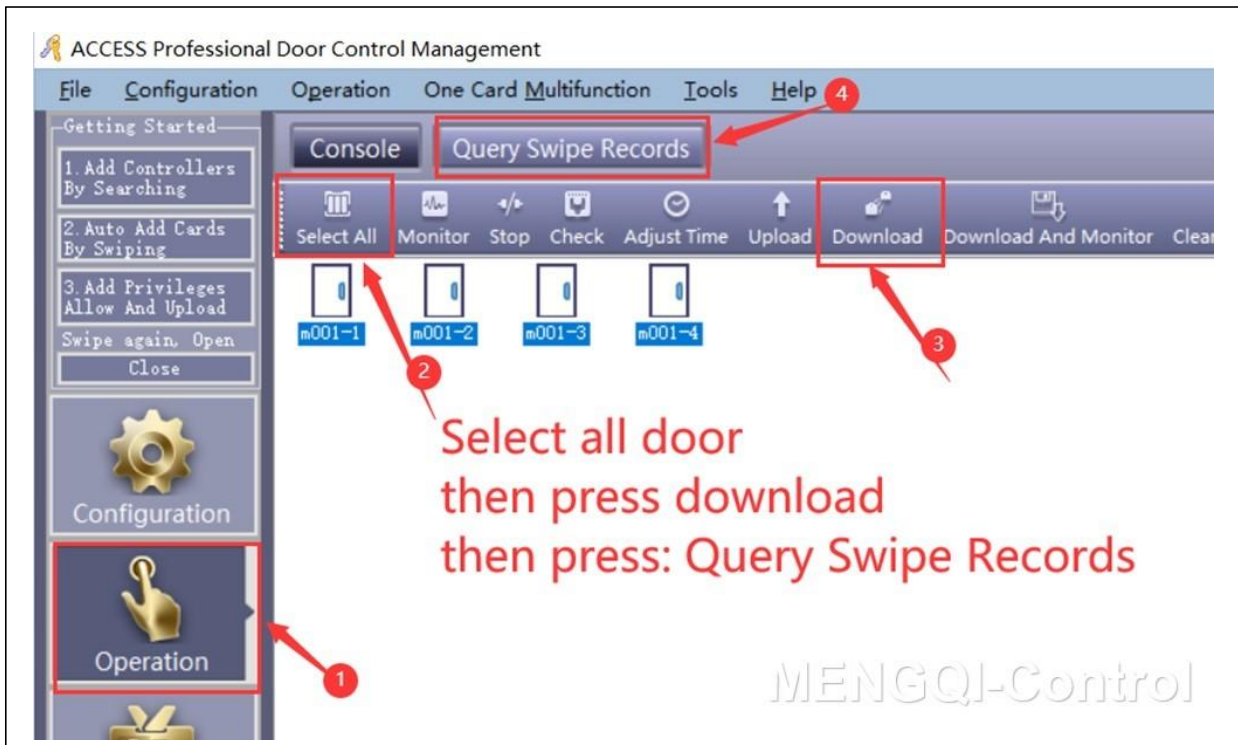 ACCESS Professional Door Control Management
File Configuration Operation One Card Multifunction Tools Help
4
Getting Started
1. Add Controllers
By Searching
2. Auto Add Cards
By Swiping
3. Add Privileges
Allow And Upload
Swipe again, Open
Close
Configuration
Operation
1
Console Query Swipe Records
Select All Monitor Stop Check Adjust Time Upload Download Download And Monitor Clear
m001-1 m001-2 m001-3 m001-4
2
3
Select all door
then press download
then press: Query Swipe Records
MENGQI-Control